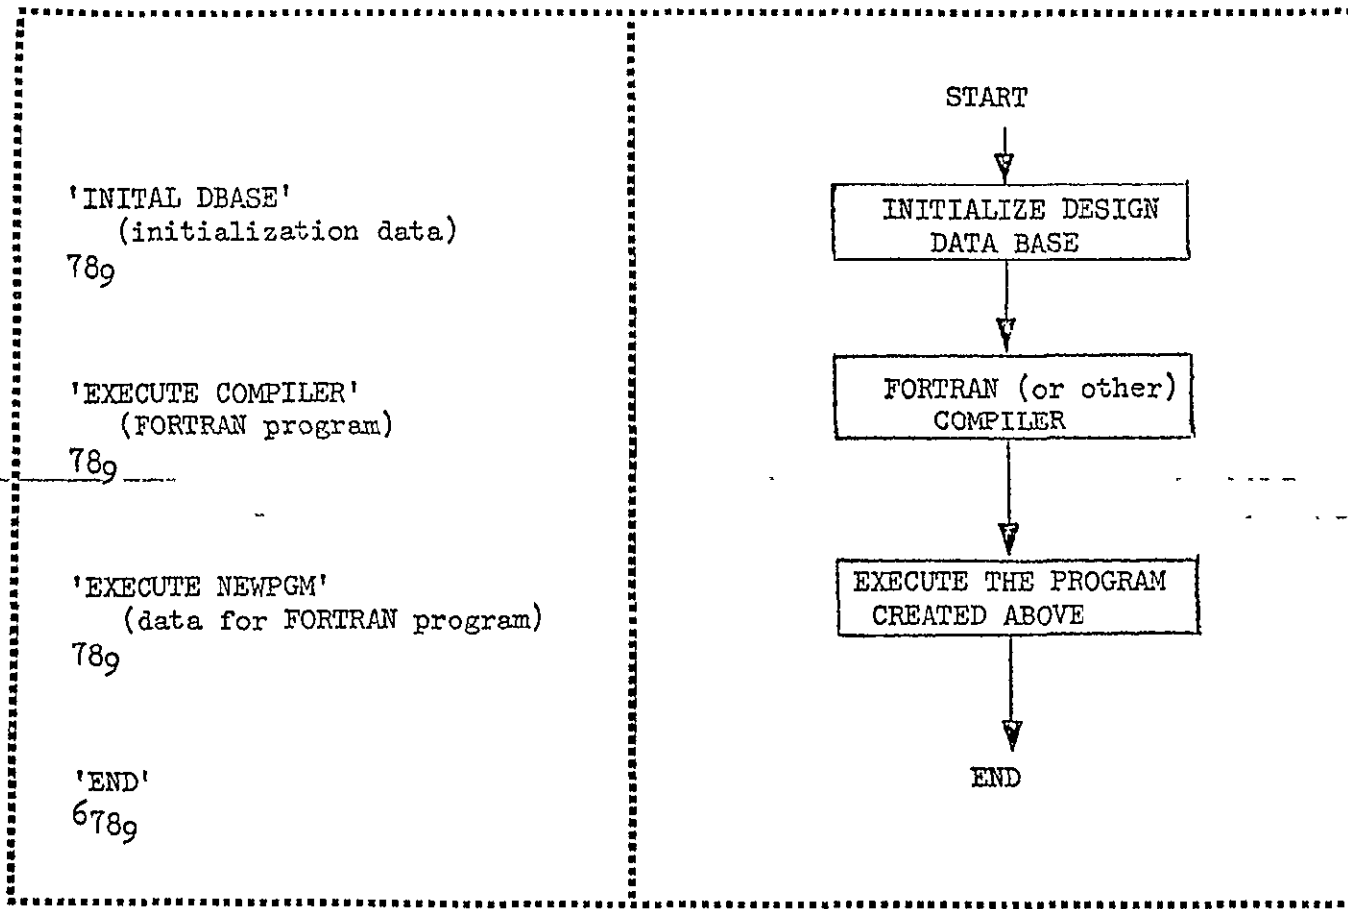 'INITAL DBASE'
(initialization data)
789
'EXECUTE COMPILER'
(FORTRAN program)
789
'EXECUTE NEWPGM'
(data for FORTRAN program)
789
'END'
6789
START
INITIALIZE DESIGN
DATA BASE
FORTRAN (or other)
COMPILER
EXECUTE THE PROGRAM
CREATED ABOVE
END